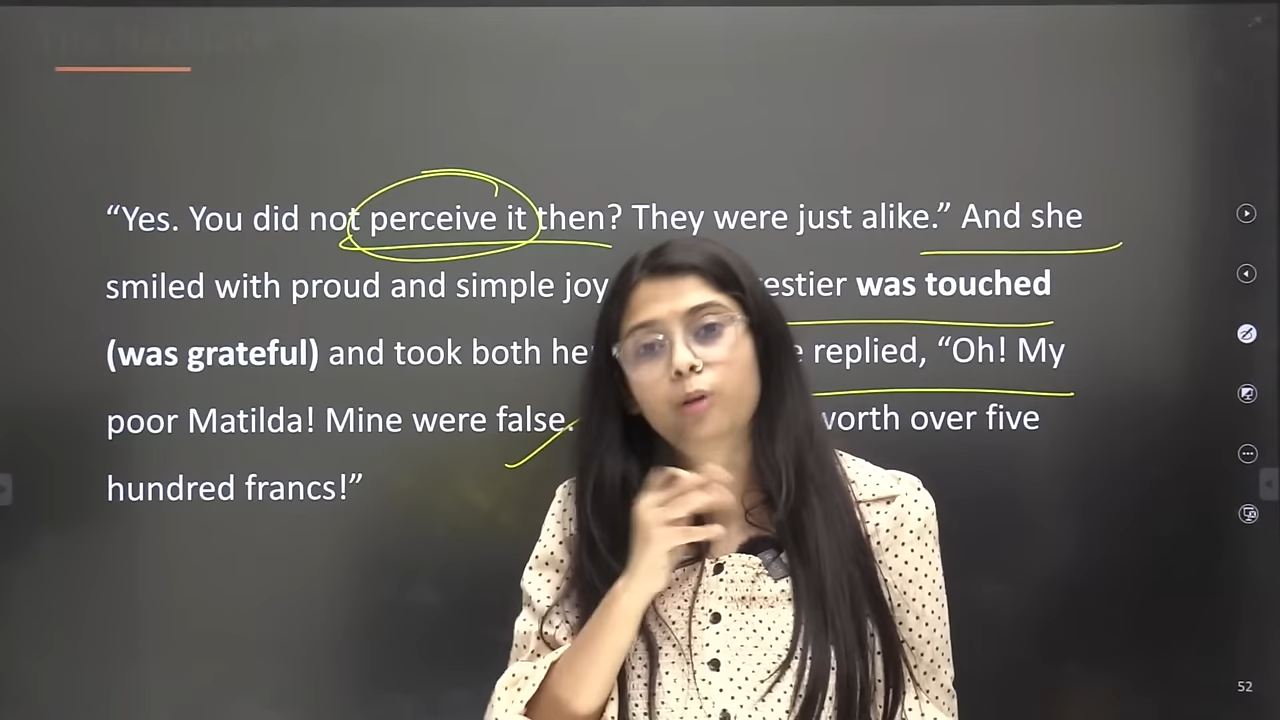 The Necklace
“Yes. You did not perceive it then? They were just alike.” And she
smiled with proud and simple joy estier was touched
(was grateful) and took both he replied, “Oh! My
poor Matilda! Mine were false. worth over five
hundred francs!”
52